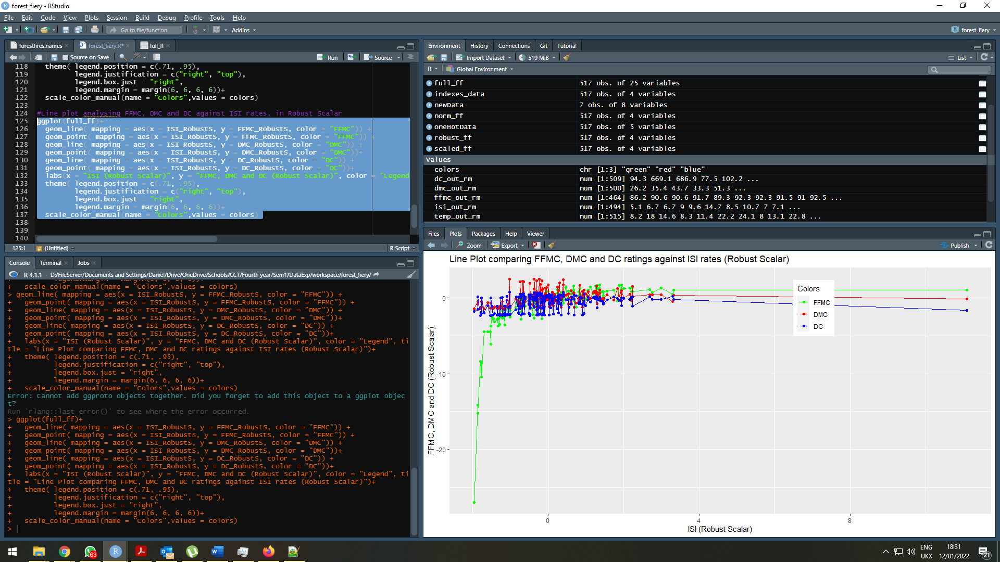 forest_fiery - RStudio
File Edit Code View Plots Session Build Debug Profile Tools Help
Go to file/function Addins forest_fiery
forestfires.names forest_fiery.R* full_ff
Source on Save Run Source
118 theme( legend.position = c(.71, .95),
119 legend.justification = c("right", "top"),
120 legend.box.just = "right",
121 legend.margin = margin(6, 6, 6, 6))+
122 scale_color_manual(name = "Colors",values = colors)
123
124 #Line plot analysing FFMC, DMC and DC against ISI rates, in Robust Scalar
125 ggplot(full_ff)+
126 geom_line( mapping = aes(x = ISI_RobustS, y = FFMC_RobustS, color = "FFMC")) +
127 geom_point( mapping = aes(x = ISI_RobustS, y = FFMC_RobustS, color = "FFMC")) +
128 geom_line( mapping = aes(x = ISI_RobustS, y = DMC_RobustS, color = "DMC")) +
129 geom_point( mapping = aes(x = ISI_RobustS, y = DMC_RobustS, color = "DMC"))+
130 geom_line( mapping = aes(x = ISI_RobustS, y = DC_RobustS, color = "DC")) +
131 geom_point( mapping = aes(x = ISI_RobustS, y = DC_RobustS, color = "DC"))+
132 labs(x = "ISI (Robust Scalar)", y = "FFMC, DMC and DC (Robust Scalar)", color = "Legend
133 theme( legend.position = c(.71, .95),
134 legend.justification = c("right", "top"),
135 legend.box.just = "right",
136 legend.margin = margin(6, 6, 6, 6))+
137 scale_color_manual(name = "Colors",values = colors)
138
139
140
125:1 (Untitled) R Script
Console Terminal Jobs
R 4.1.1 · D:/FileServer/Documents and Settings/Daniel/Drive/OneDrive/Schools/CCT/Fourth year/Sem1/DataExp/workspace/forest_fiery/
+ legend.margin = margin(6, 6, 6, 6))+
+ scale_color_manual(name = "Colors",values = colors)
> geom_line( mapping = aes(x = ISI_RobustS, y = FFMC_RobustS, color = "FFMC")) +
+ geom_point( mapping = aes(x = ISI_RobustS, y = FFMC_RobustS, color = "FFMC")) +
+ geom_line( mapping = aes(x = ISI_RobustS, y = DMC_RobustS, color = "DMC")) +
+ geom_point( mapping = aes(x = ISI_RobustS, y = DMC_RobustS, color = "DMC"))+
+ geom_line( mapping = aes(x = ISI_RobustS, y = DC_RobustS, color = "DC")) +
+ geom_point( mapping = aes(x = ISI_RobustS, y = DC_RobustS, color = "DC"))+
+ labs(x = "ISI (Robust Scalar)", y = "FFMC, DMC and DC (Robust Scalar)", color = "Legend", ti
tle = "Line Plot comparing FFMC, DMC and DC ratings against ISI rates (Robust Scalar)")+
+ theme( legend.position = c(.71, .95),
+ legend.justification = c("right", "top"),
+ legend.box.just = "right",
+ legend.margin = margin(6, 6, 6, 6))+
+ scale_color_manual(name = "Colors",values = colors)
Error: Cannot add ggproto objects together. Did you forget to add this object to a ggplot objec
t?
Run `rlang::last_error()` to see where the error occurred.
> ggplot(full_ff)+
+ geom_line( mapping = aes(x = ISI_RobustS, y = FFMC_RobustS, color = "FFMC")) +
+ geom_point( mapping = aes(x = ISI_RobustS, y = FFMC_RobustS, color = "FFMC")) +
+ geom_line( mapping = aes(x = ISI_RobustS, y = DMC_RobustS, color = "DMC")) +
+ geom_point( mapping = aes(x = ISI_RobustS, y = DMC_RobustS, color = "DMC"))+
+ geom_line( mapping = aes(x = ISI_RobustS, y = DC_RobustS, color = "DC")) +
+ geom_point( mapping = aes(x = ISI_RobustS, y = DC_RobustS, color = "DC"))+
+ labs(x = "ISI (Robust Scalar)", y = "FFMC, DMC and DC (Robust Scalar)", color = "Legend", ti
tle = "Line Plot comparing FFMC, DMC and DC ratings against ISI rates (Robust Scalar)")+
+ theme( legend.position = c(.71, .95),
+ legend.justification = c("right", "top"),
+ legend.box.just = "right",
+ legend.margin = margin(6, 6, 6, 6))+
+ scale_color_manual(name = "Colors",values = colors)
>
Environment History Connections Git Tutorial
Import Dataset 519 MiB List
R Global Environment
full_ff 517 obs. of 25 variables
indexes_data 517 obs. of 4 variables
newData 7 obs. of 8 variables
norm_ff 517 obs. of 4 variables
oneHotData 517 obs. of 5 variables
robust_ff 517 obs. of 4 variables
scaled_ff 517 obs. of 4 variables
Values
colors chr [1:3] "green" "red" "blue"
dc_out_rm num [1:509] 94.3 669.1 686.9 77.5 102.2 ...
dmc_out_rm num [1:500] 26.2 35.4 43.7 33.3 51.3 ...
ffmc_out_rm num [1:464] 86.2 90.6 90.6 91.7 89.3 92.3 92.3 91.5 91 92.5 ...
isi_out_rm num [1:494] 5.1 6.7 6.7 9 9.6 14.7 8.5 10.7 7 7.1 ...
temp_out_rm num [1:515] 8.2 18 14.6 8.3 11.4 22.2 24.1 8 13.1 22.8 ...
Files Plots Packages Help Viewer
Zoom Export Publish
Line Plot comparing FFMC, DMC and DC ratings against ISI rates (Robust Scalar)
FFMC, DMC and DC (Robust Scalar)
0
-10
-20
Colors
FFMC
DMC
DC
0 4 8
ISI (Robust Scalar)
63
ENG 18:31
UKX 12/01/2022 21